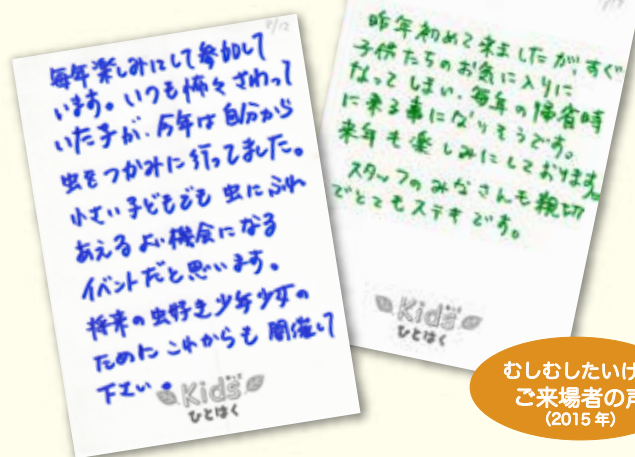 8/12
毎年楽しみにして参加して
います。いつも怖々さわって
いた子が、今年は自分から
虫をつかみに行ってました。
小さい子どもでも 虫にふれ
あえるよい機会になる
イベントだと思います。
将来の虫好き少年少女の
ために これからも 開催して
下さい。
Kids
ひとはく
昨年初めて来ましたが、すぐ
子供たちのお気に入りに
なってしまい、毎年の帰省時
に来る事になりそうです。
来年も楽しみにしております。
スタッフのみなさんも親切
でとてもステキです。
Kids
ひとはく
むしむしたいけ
ご来場者の声
(2015年)